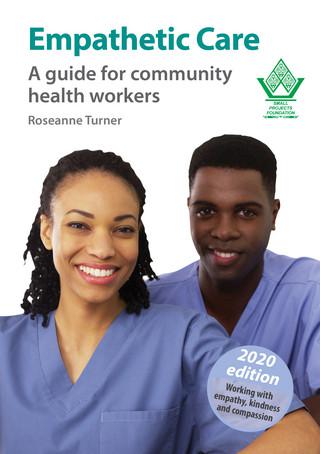 Empathetic Care
A guide for community
health workers
Roseanne Turner
SMALL
PROJECTS
FOUNDATION
2020
edition
Working with
empathy, kindness
and compassion